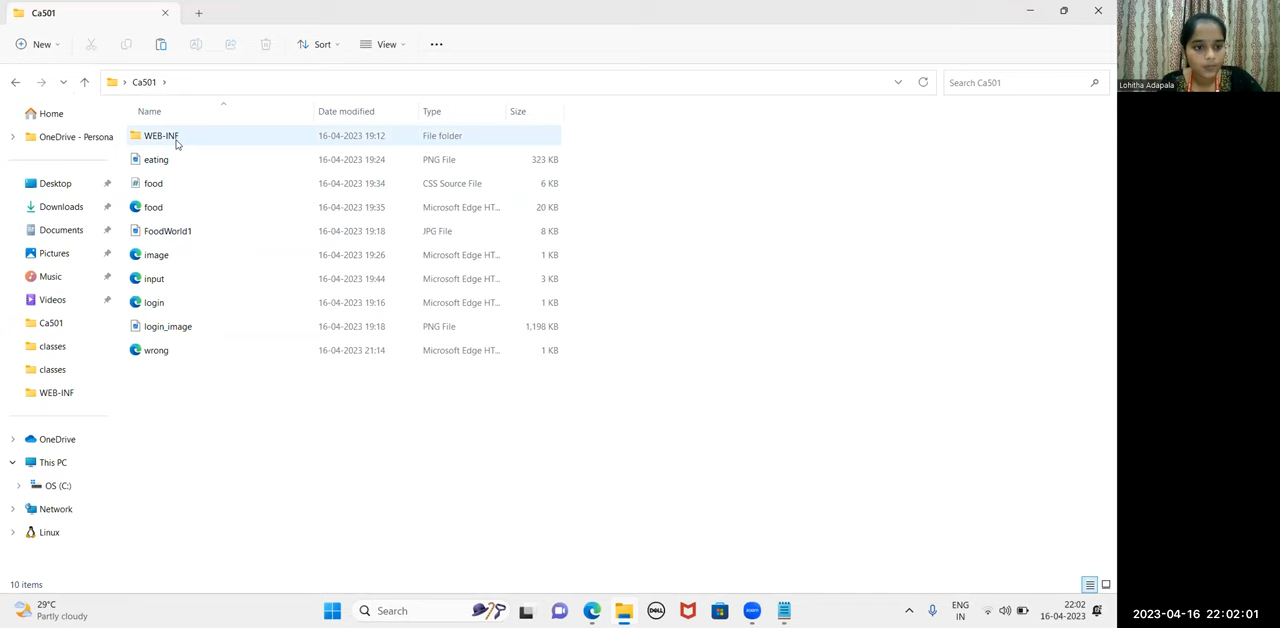 Ca501
New
Sort
View
Ca501
Search Ca501
Name Date modified Type Size
Home
OneDrive - Persona
Desktop
Downloads
Documents
Pictures
Music
Videos
Ca501
classes
classes
WEB-INF
OneDrive
This PC
OS (C:)
Network
Linux
WEB-INF 16-04-2023 19:12 File folder
eating 16-04-2023 19:24 PNG File 323 KB
food 16-04-2023 19:34 CSS Source File 6 KB
food 16-04-2023 19:35 Microsoft Edge HT... 20 KB
FoodWorld1 16-04-2023 19:18 JPG File 8 KB
image 16-04-2023 19:26 Microsoft Edge HT... 1 KB
input 16-04-2023 19:44 Microsoft Edge HT... 3 KB
login 16-04-2023 19:16 Microsoft Edge HT... 1 KB
login_image 16-04-2023 19:18 PNG File 1,198 KB
wrong 16-04-2023 21:14 Microsoft Edge HT... 1 KB
10 items
29°C
Partly cloudy
Search
DELL
zoom
ENG
IN
22:02
16-04-2023
Lohitha Adapala
2023-04-16 22:02:01